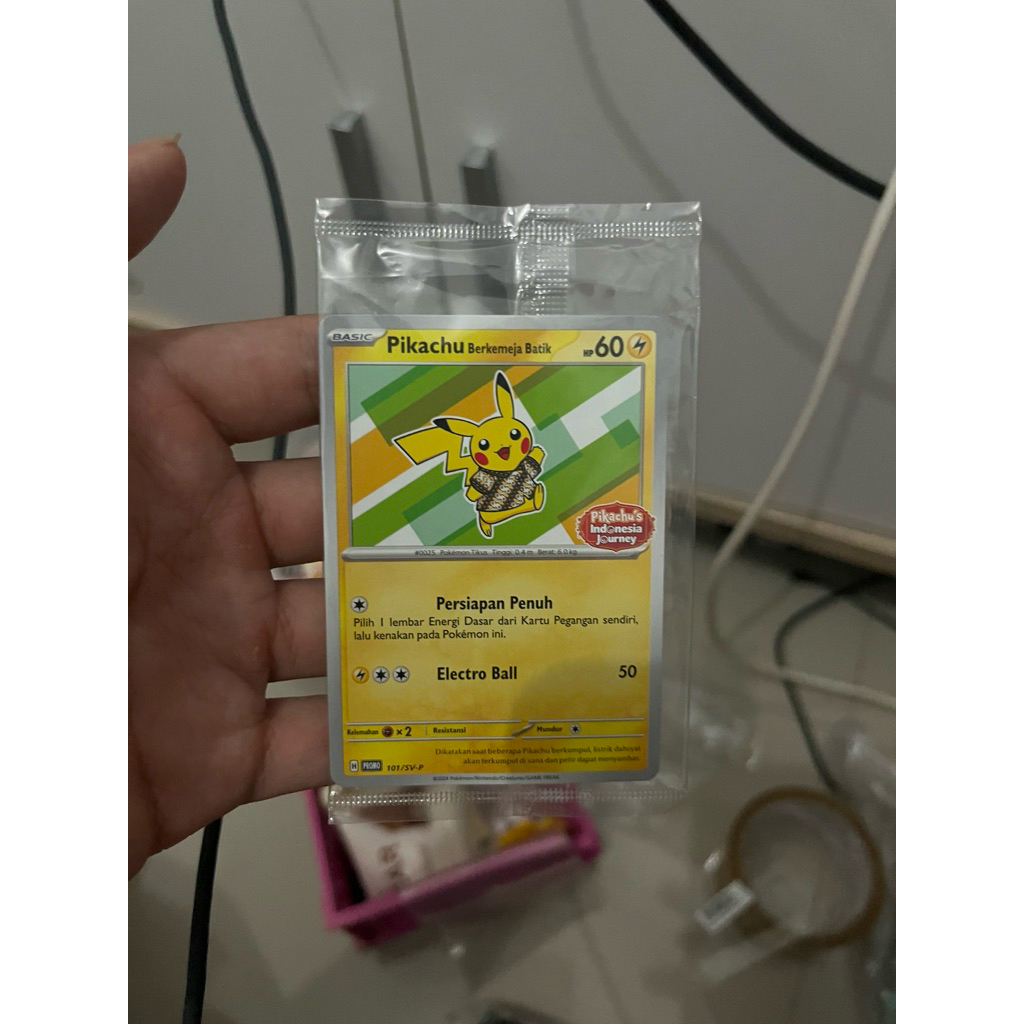 BASIC Pikachu Berkemeja Batik HP 60
Pikachu's
Indonesia
Journey
#0025 Pokémon Tikus Tinggi: 0.4 m Berat: 6.0 kg
Persiapan Penuh
Pilih 1 lembar Energi Dasar dari Kartu Pegangan sendiri,
lalu kenakan pada Pokémon ini.
Electro Ball 50
Kelemahan ×2 Resistansi Mundur
Dikatakan saat beberapa Pikachu berkumpul, listrik dahsyat
akan terkumpul di sana dan petir dapat menyambar.
H PROMO 101/SV-P
©2024 Pokémon/Nintendo/Creatures/GAME FREAK